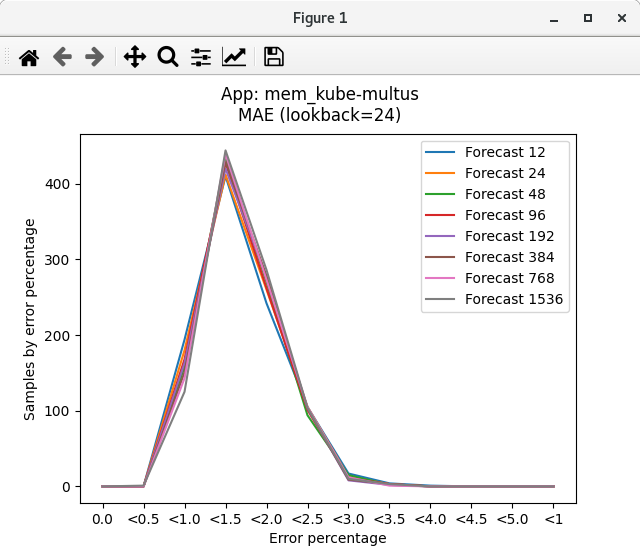 Figure 1
App: mem_kube-multus
MAE (lookback=24)
Forecast 12
Forecast 24
Forecast 48
Forecast 96
Forecast 192
Forecast 384
Forecast 768
Forecast 1536
Samples by error percentage
400
300
200
100
0
0.0 <0.5 <1.0 <1.5 <2.0 <2.5 <3.0 <3.5 <4.0 <4.5 <5.0 <1
Error percentage